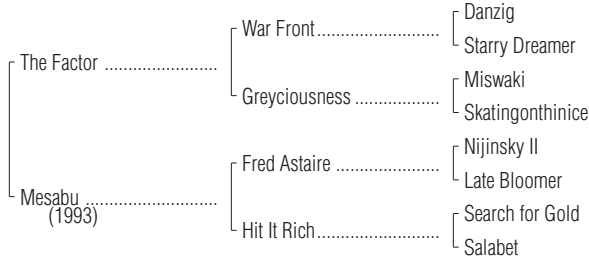 Danzig
War Front
Starry Dreamer
The Factor
Miswaki
Greyciousness
Skatingonthinice
Nijinsky II
Fred Astaire
Late Bloomer
Mesabu
(1993)
Search for Gold
Hit It Rich
Salabet